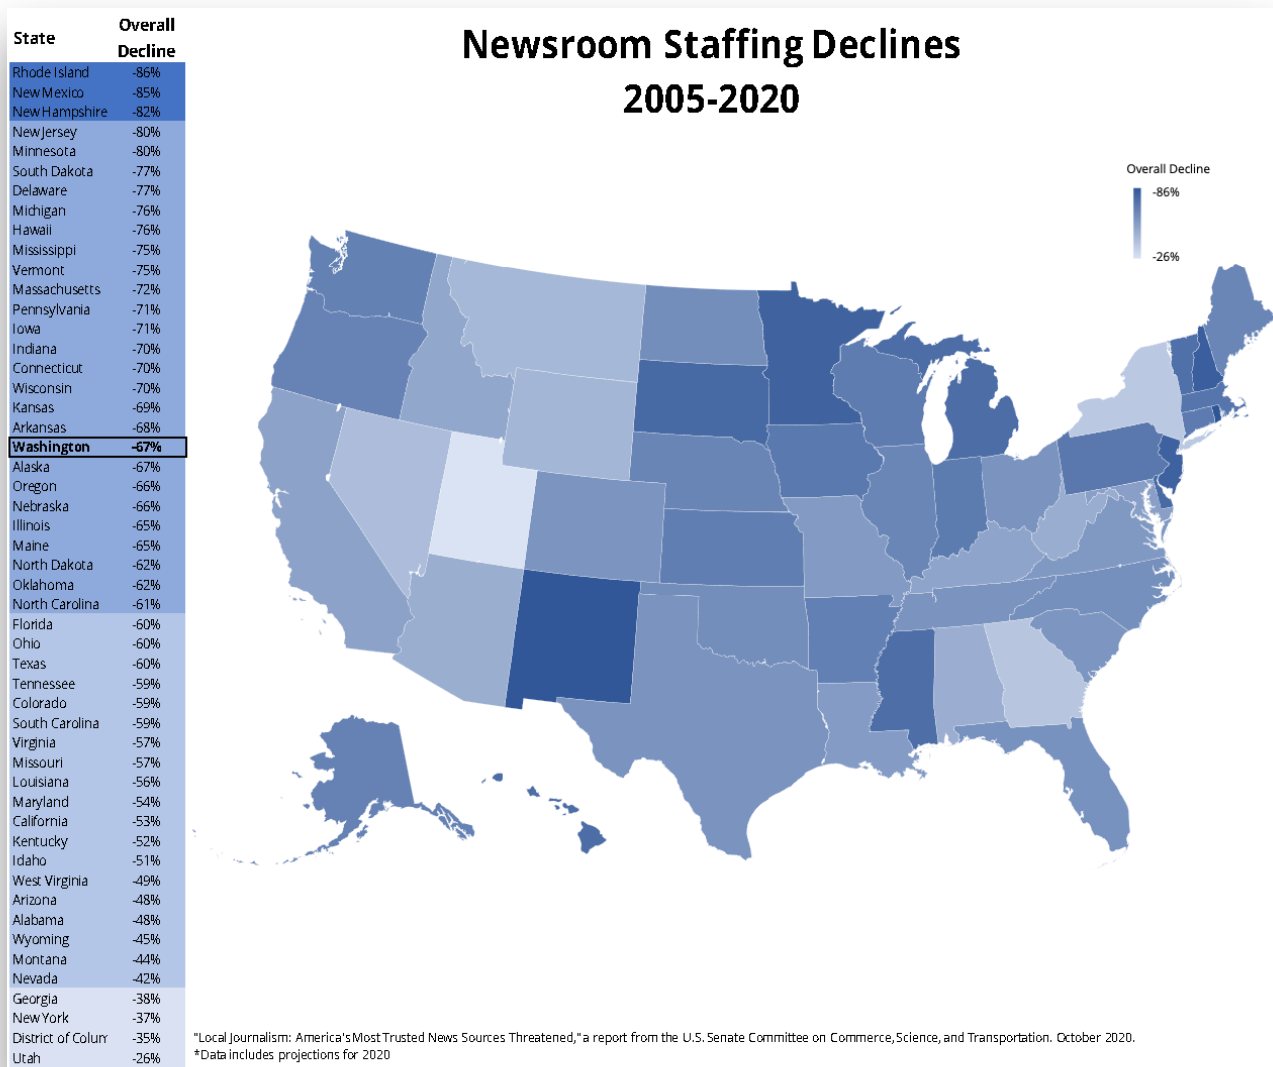 State Overall Decline
Newsroom Staffing Declines
2005-2020
Rhode Island -86%
New Mexico -85%
New Hampshire -82%
New Jersey -80%
Minnesota -80%
South Dakota -77%
Delaware -77%
Michigan -76%
Hawaii -76%
Mississippi -75%
Vermont -75%
Massachusetts -72%
Pennsylvania -71%
Iowa -71%
Indiana -70%
Connecticut -70%
Wisconsin -70%
Kansas -69%
Arkansas -68%
Washington -67%
Alaska -67%
Oregon -66%
Nebraska -66%
Illinois -65%
Maine -65%
North Dakota -62%
Oklahoma -62%
North Carolina -61%
Florida -60%
Ohio -60%
Texas -60%
Tennessee -59%
Colorado -59%
South Carolina -59%
Virginia -57%
Missouri -57%
Louisiana -56%
Maryland -54%
California -53%
Kentucky -52%
Idaho -51%
West Virginia -49%
Arizona -48%
Alabama -48%
Wyoming -45%
Montana -44%
Nevada -42%
Georgia -38%
New York -37%
District of Colum -35%
Utah -26%
Overall Decline
-86%
-26%
"Local Journalism: America's Most Trusted News Sources Threatened," a report from the U.S. Senate Committee on Commerce, Science, and Transportation. October 2020.
*Data includes projections for 2020